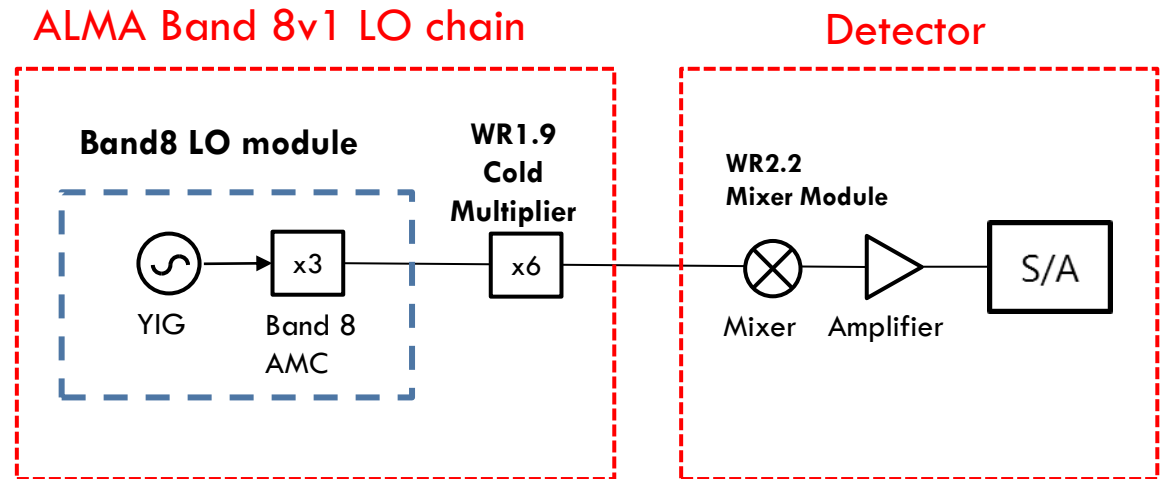 ALMA Band 8v1 LO chain
Detector
Band8 LO module
WR1.9
Cold
Multiplier
WR2.2
Mixer Module
x3
x6
S/A
YIG
Band 8
AMC
Mixer
Amplifier